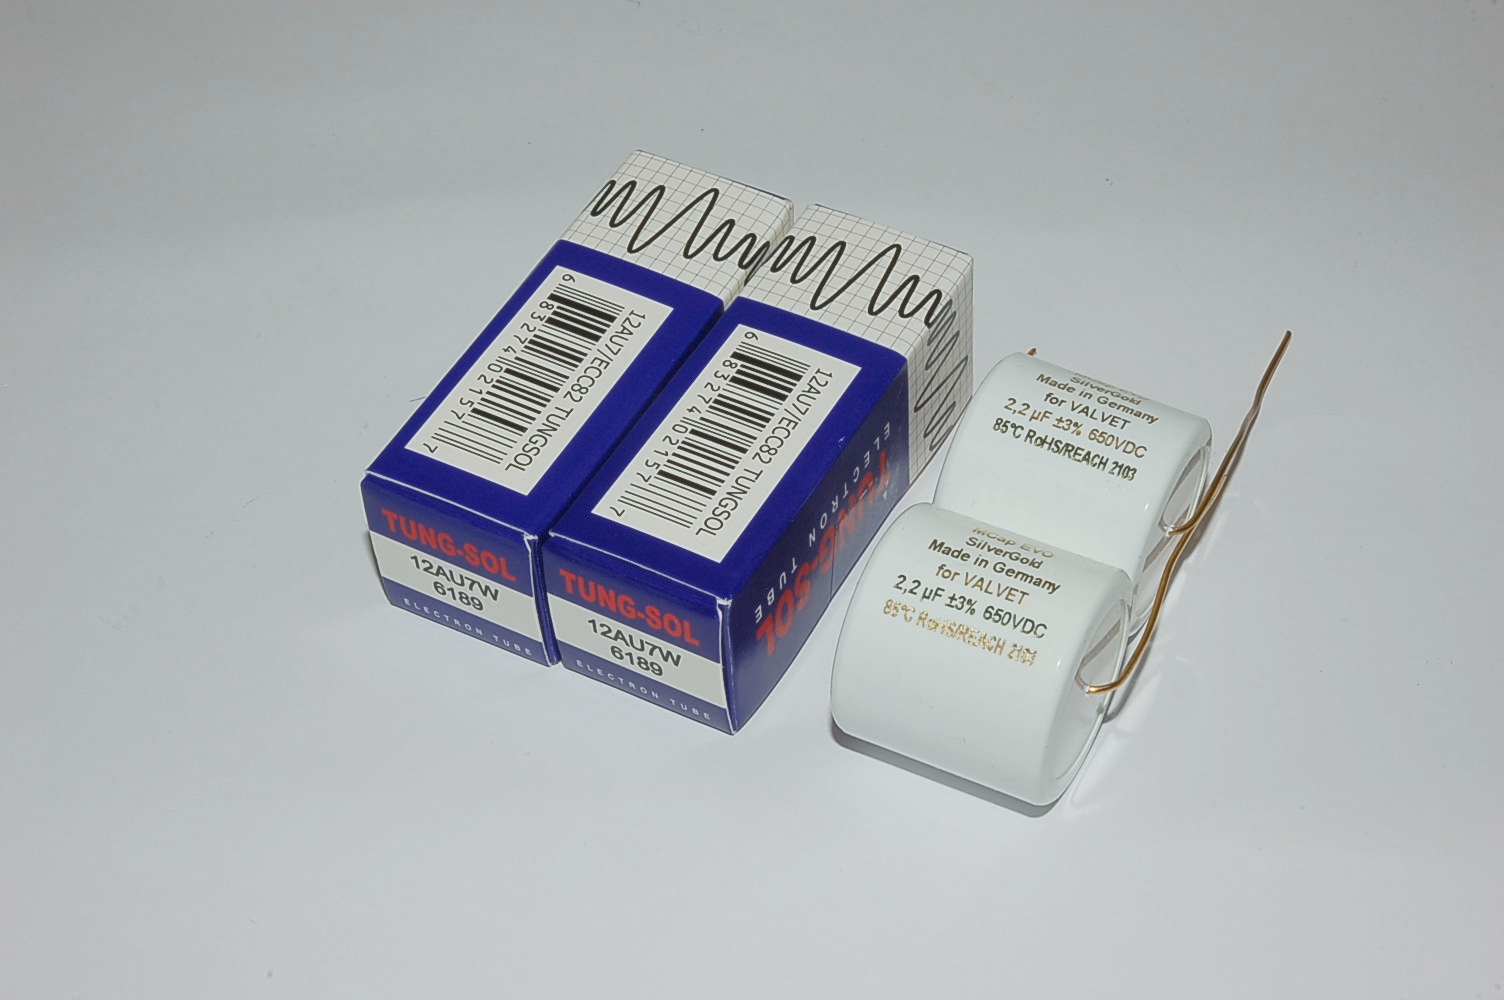 6 83274 02157 7
12AU7/ECC82 TUNGSOL
TUNG-SOL
12AU7W
6189
ELECTRON TUBE
6 83274 02157 7
12AU7/ECC82 TUNGSOL
TUNG-SOL
12AU7W
6189
ELECTRON TUBE
TUNG-SOL
ELECTRON TUBE
MCap EVO
SilverGold
Made in Germany
for VALVET
2,2 µF ±3% 650VDC
85°C RoHS/REACH 2103
MCap EVO
SilverGold
Made in Germany
for VALVET
2,2 µF ±3% 650VDC
85°C RoHS/REACH 2103